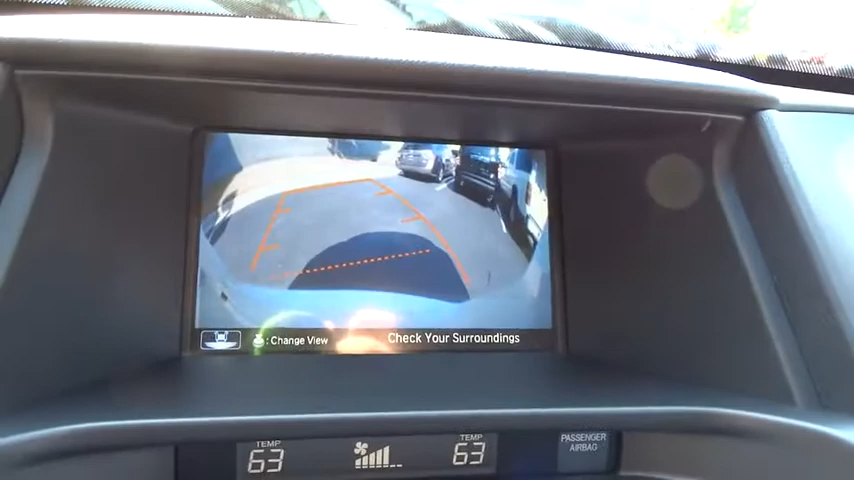 : Change View
Check Your Surroundings
TEMP
63
TEMP
63
PASSENGER
AIRBAG